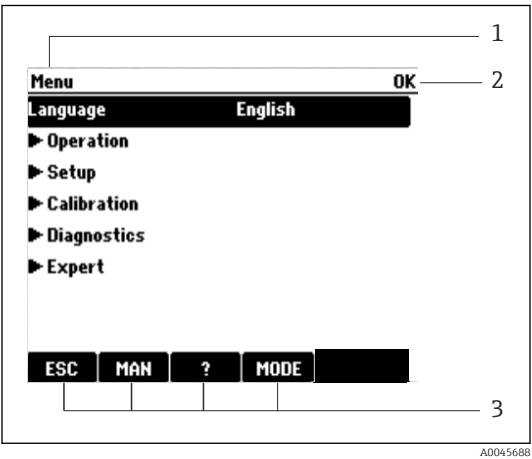 1
Menu OK 2
Language English
Operation
Setup
Calibration
Diagnostics
Expert
ESC MAN ? MODE
3
A0045688